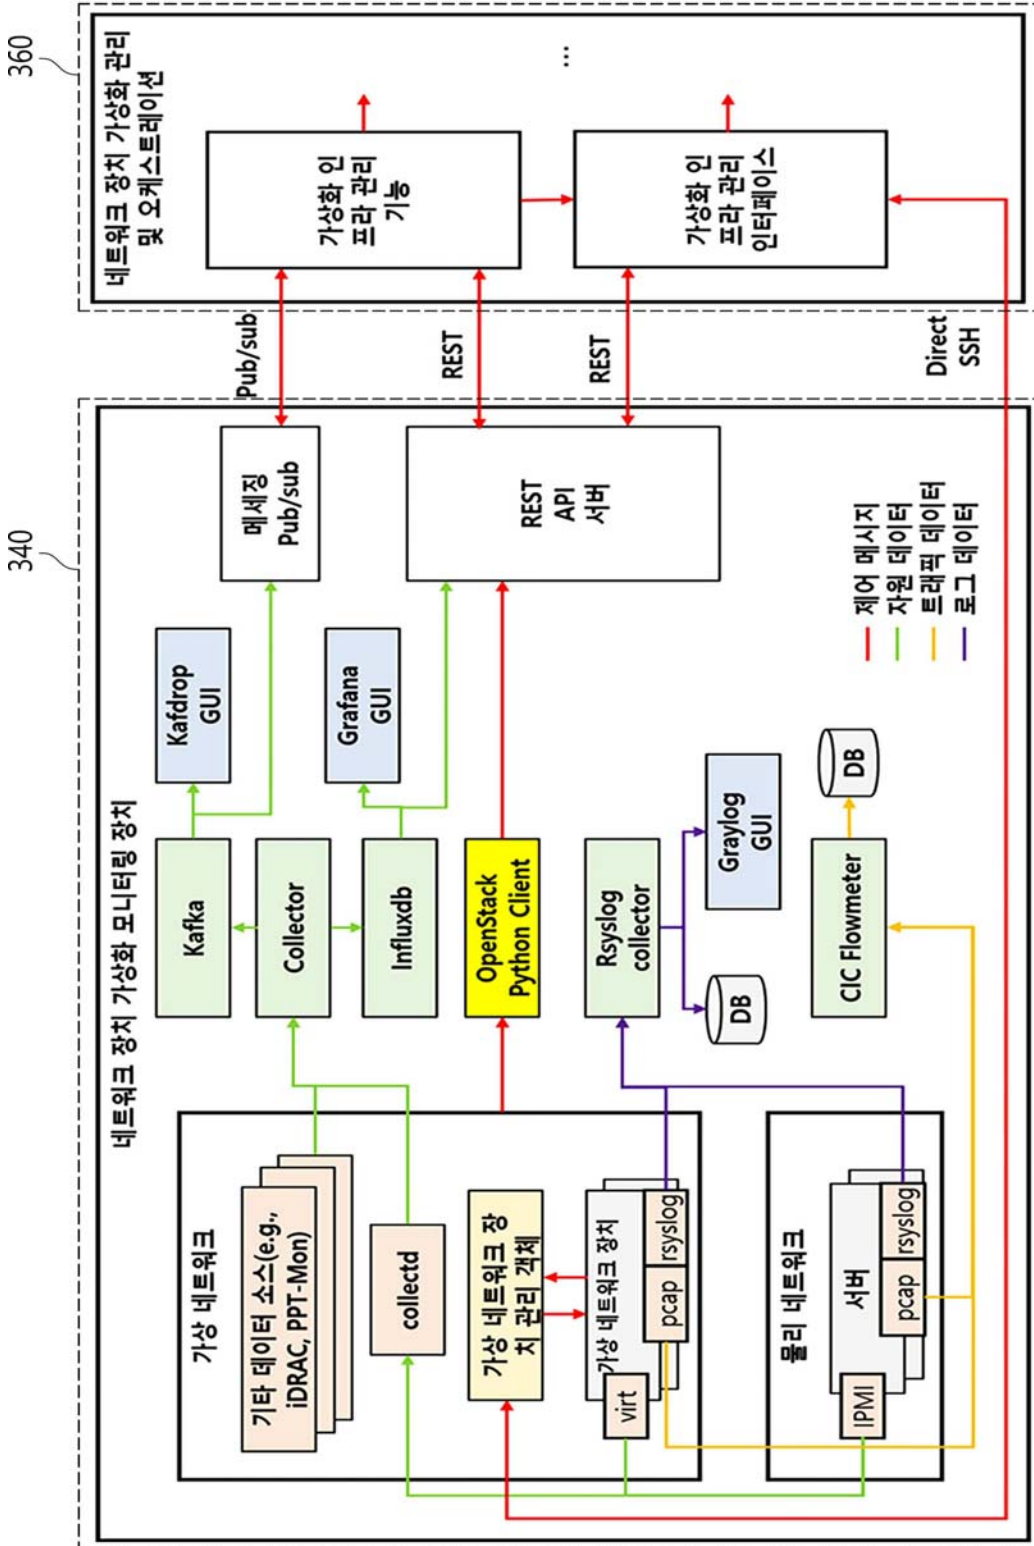 340
360
네트워크 장치 가상화 모니터링 장치
가상 네트워크
기타 데이터 소스(e.g.,
iDRAC, PPT-Mon)
collectd
가상 네트워크 장
치 관리 객체
가상 네트워크 장치
virt
pcap
rsyslog
물리 네트워크
서버
IPMI
pcap
rsyslog
Kafka
Collector
Influxdb
OpenStack
Python Client
Rsyslog
collector
DB
Graylog
GUI
CIC Flowmeter
DB
Kafdrop
GUI
Grafana
GUI
메세징
Pub/sub
REST
API
서버
제어 메시지
자원 데이터
트래픽 데이터
로그 데이터
Pub/sub
REST
REST
Direct
SSH
네트워크 장치 가상화 관리
및 오케스트레이션
가상화 인
프라 관리
기능
가상화 인
프라 관리
인터페이스
...